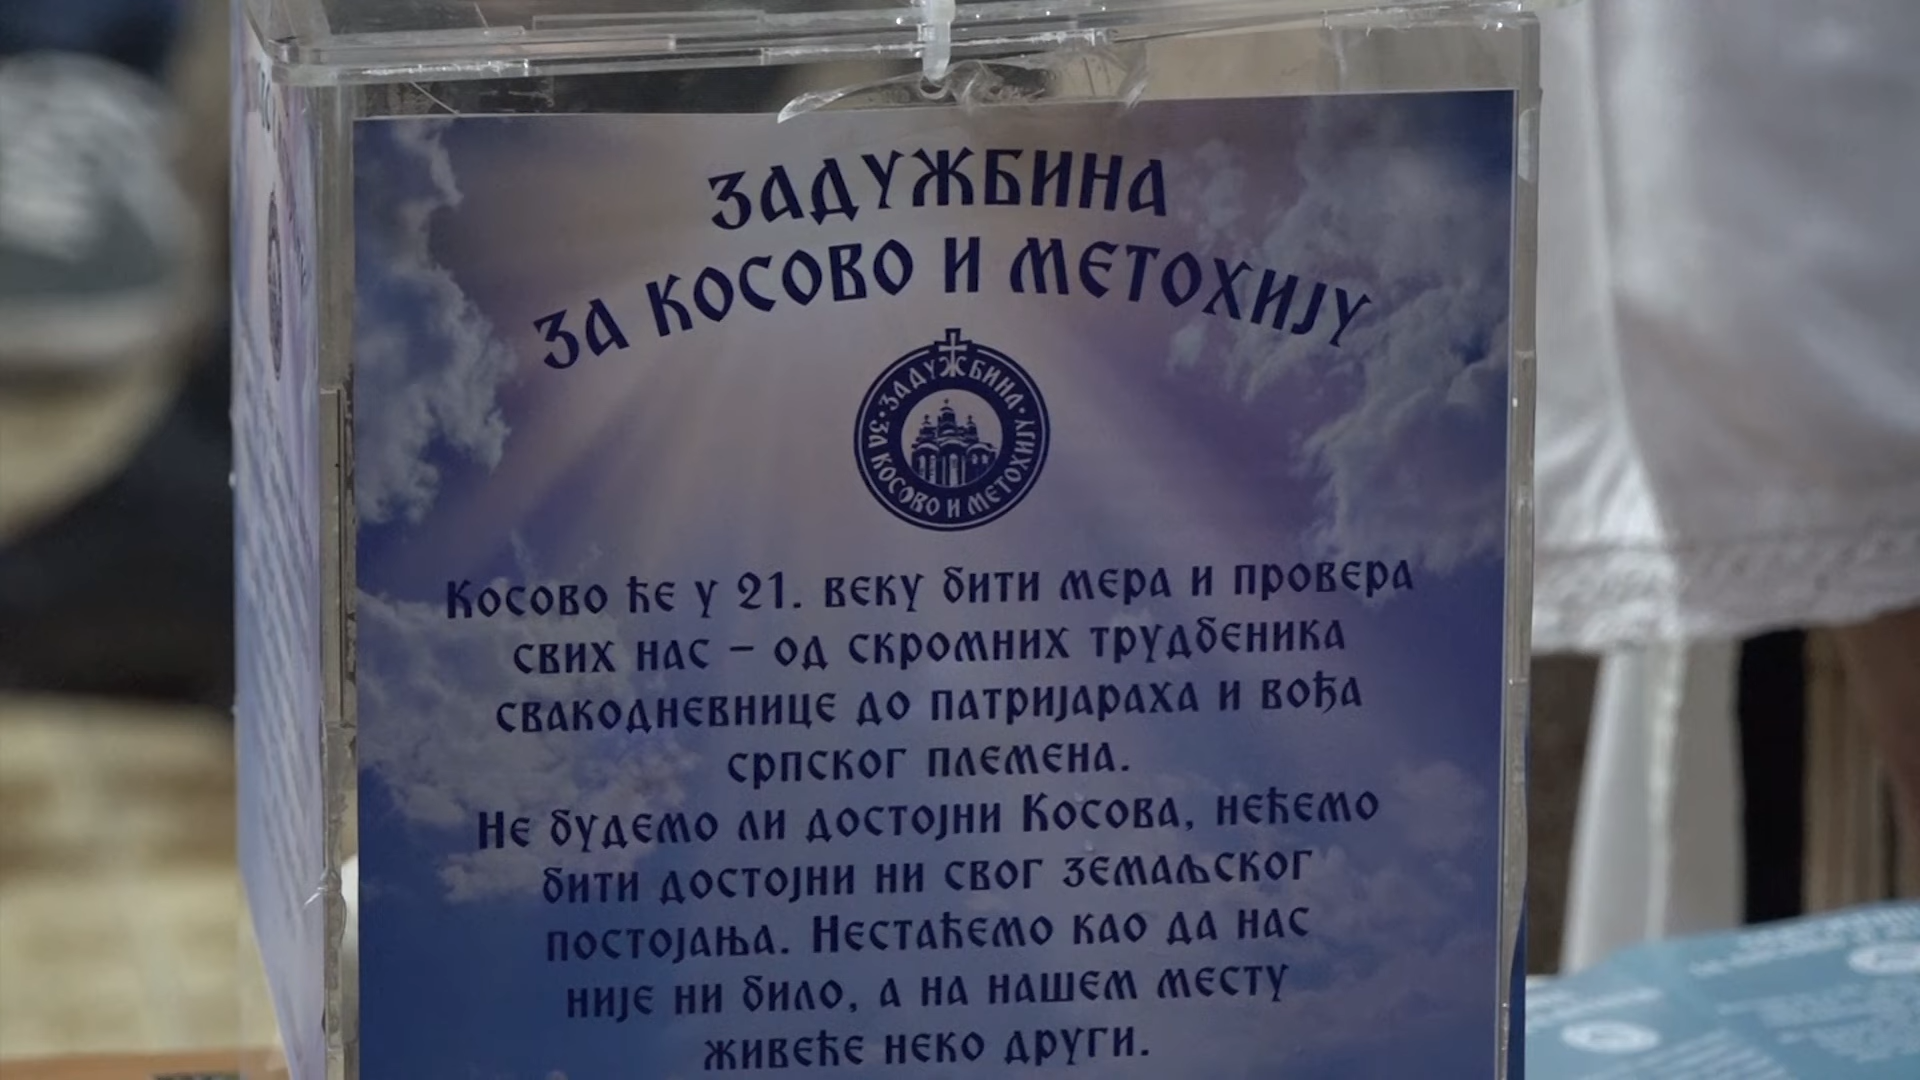 ЗАДУЖБИНА
ЗА КОСОВО И МЕТОХИЈУ
ЗАДУЖБИНА
ЗА КОСОВО И МЕТОХИЈУ
Косово ће у 21. веку бити мера и провера
свих нас – од скромних трудбеника
свакодневнице до патријараха и вођа
српског племена.
Не будемо ли достојни Косова, нећемо
бити достојни ни свог земаљског
постојања. Нестаћемо као да нас
није ни било, а на нашем месту
живеће неко други.